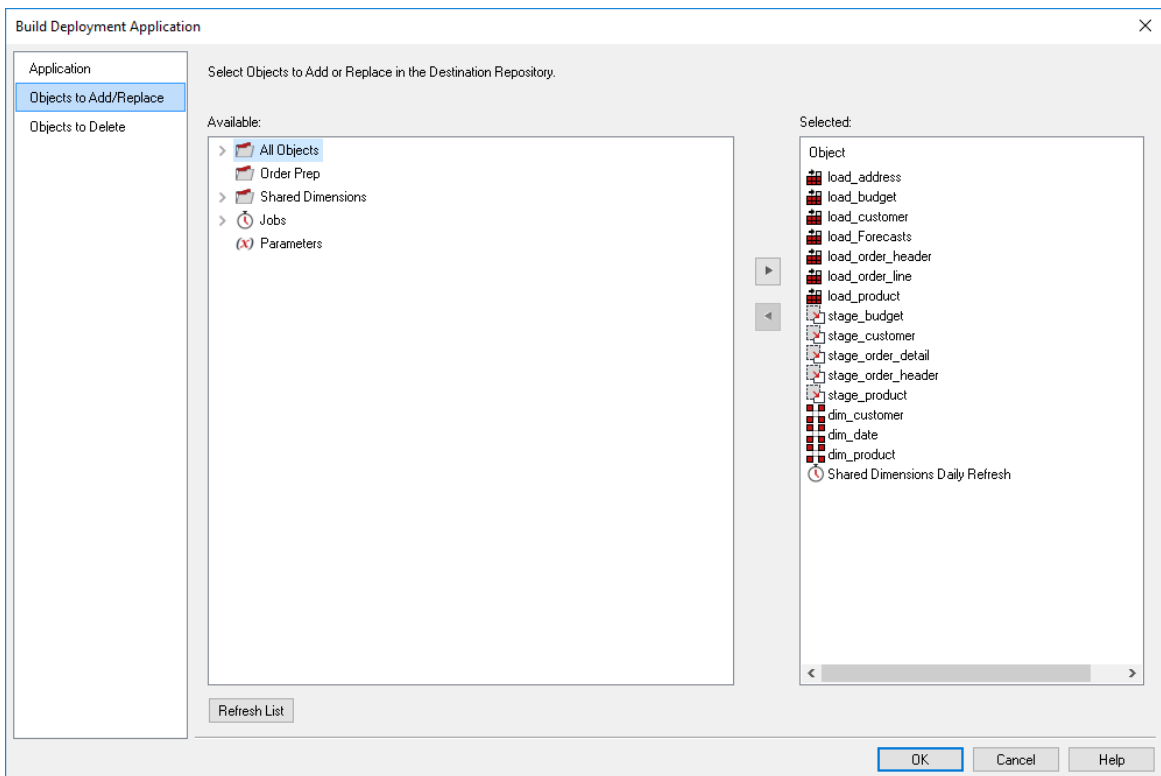 Build Deployment Application
Application
Objects to Add/Replace
Objects to Delete
Select Objects to Add or Replace in the Destination Repository.
Available:
All Objects
Order Prep
Shared Dimensions
Jobs
(x) Parameters
Selected:
Object
load_address
load_budget
load_customer
load_Forecasts
load_order_header
load_order_line
load_product
stage_budget
stage_customer
stage_order_detail
stage_order_header
stage_product
dim_customer
dim_date
dim_product
Shared Dimensions Daily Refresh
Refresh List
OK Cancel Help